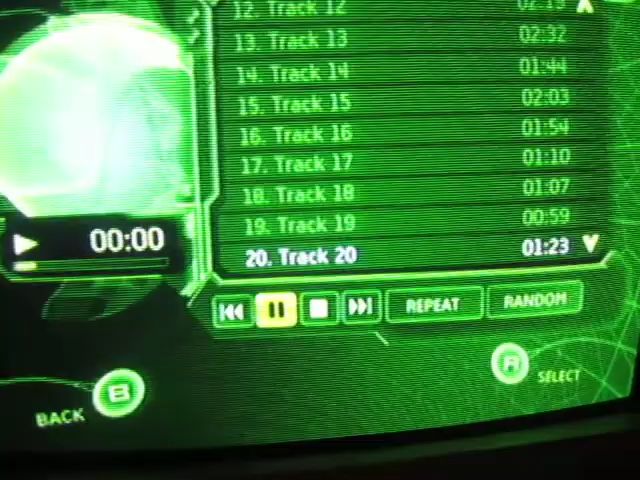 12. Track 12 02:15
13. Track 13 02:32
14. Track 14 01:44
15. Track 15 02:03
16. Track 16 01:54
17. Track 17 01:10
18. Track 18 01:07
19. Track 19 00:59
20. Track 20 01:23
00:00
REPEAT RANDOM
A SELECT
B BACK